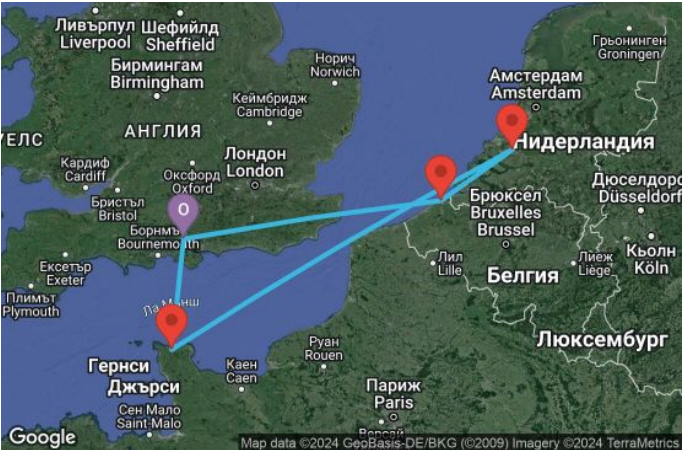 Ливърпул
Liverpool
Шефийлд
Sheffield
Грьонинген
Groningen
Норич
Norwich
Бирмингам
Birmingham
Амстердам
Amsterdam
Кеймбридж
Cambridge
УЕЛС
АНГЛИЯ
Нидерландия
Лондон
London
Кардиф
Cardiff
Оксфорд
Oxford
Дюселдорф
Düsseldorf
Бристъл
Bristol
Брюксел
Bruxelles
Brussel
0
Борнмъ
Bournemouth
Кьолн
Köln
Лил
Lille
Лиеж
Liège
Ексетър
Exeter
Белгия
Плимът
Plymouth
Ла Манш
Люксембург
Руан
Rouen
Гернси
Каен
Caen
Джърси
Париж
Paris
Сен Мало
Saint-Malo
Версай
Google
Map data ©2024 GeoBasis-DE/BKG (©2009) Imagery ©2024 TerraMetrics